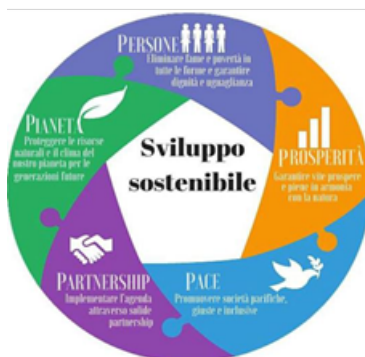 PERSONE
Eliminare fame e povertà in
tutte le forme e garantire
dignità e uguaglianza
PIANETA
Proteggere le risorse
naturali e il clima del
nostro pianeta per le
generazioni future
Sviluppo
sostenibile
PROSPERITÀ
Garantire vite prospere
e piene in armonia
con la natura
PARTNERSHIP
Implementare l'agenda
attraverso solide
partnership
PACE
Promuovere società pacifiche,
giuste e inclusive